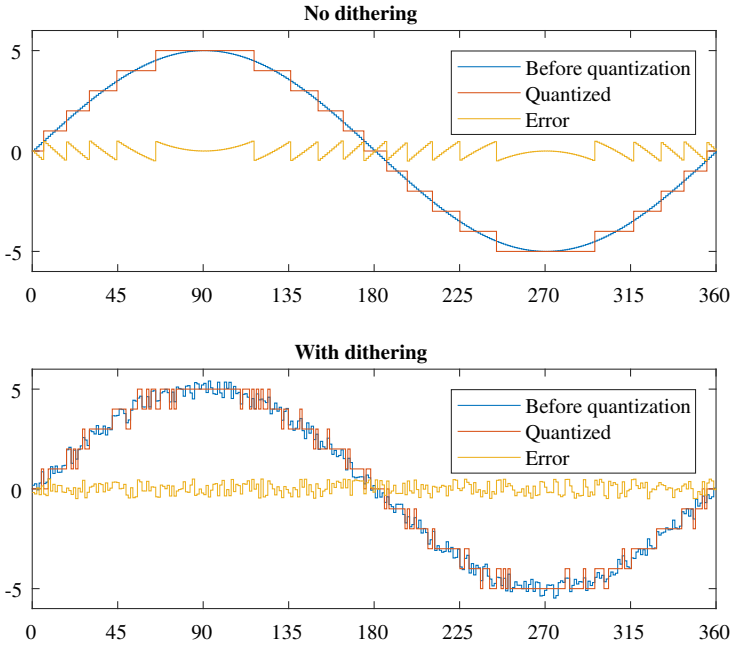 No dithering
5
0
-5
Before quantization
Quantized
Error
0 45 90 135 180 225 270 315 360
With dithering
5
0
-5
Before quantization
Quantized
Error
0 45 90 135 180 225 270 315 360